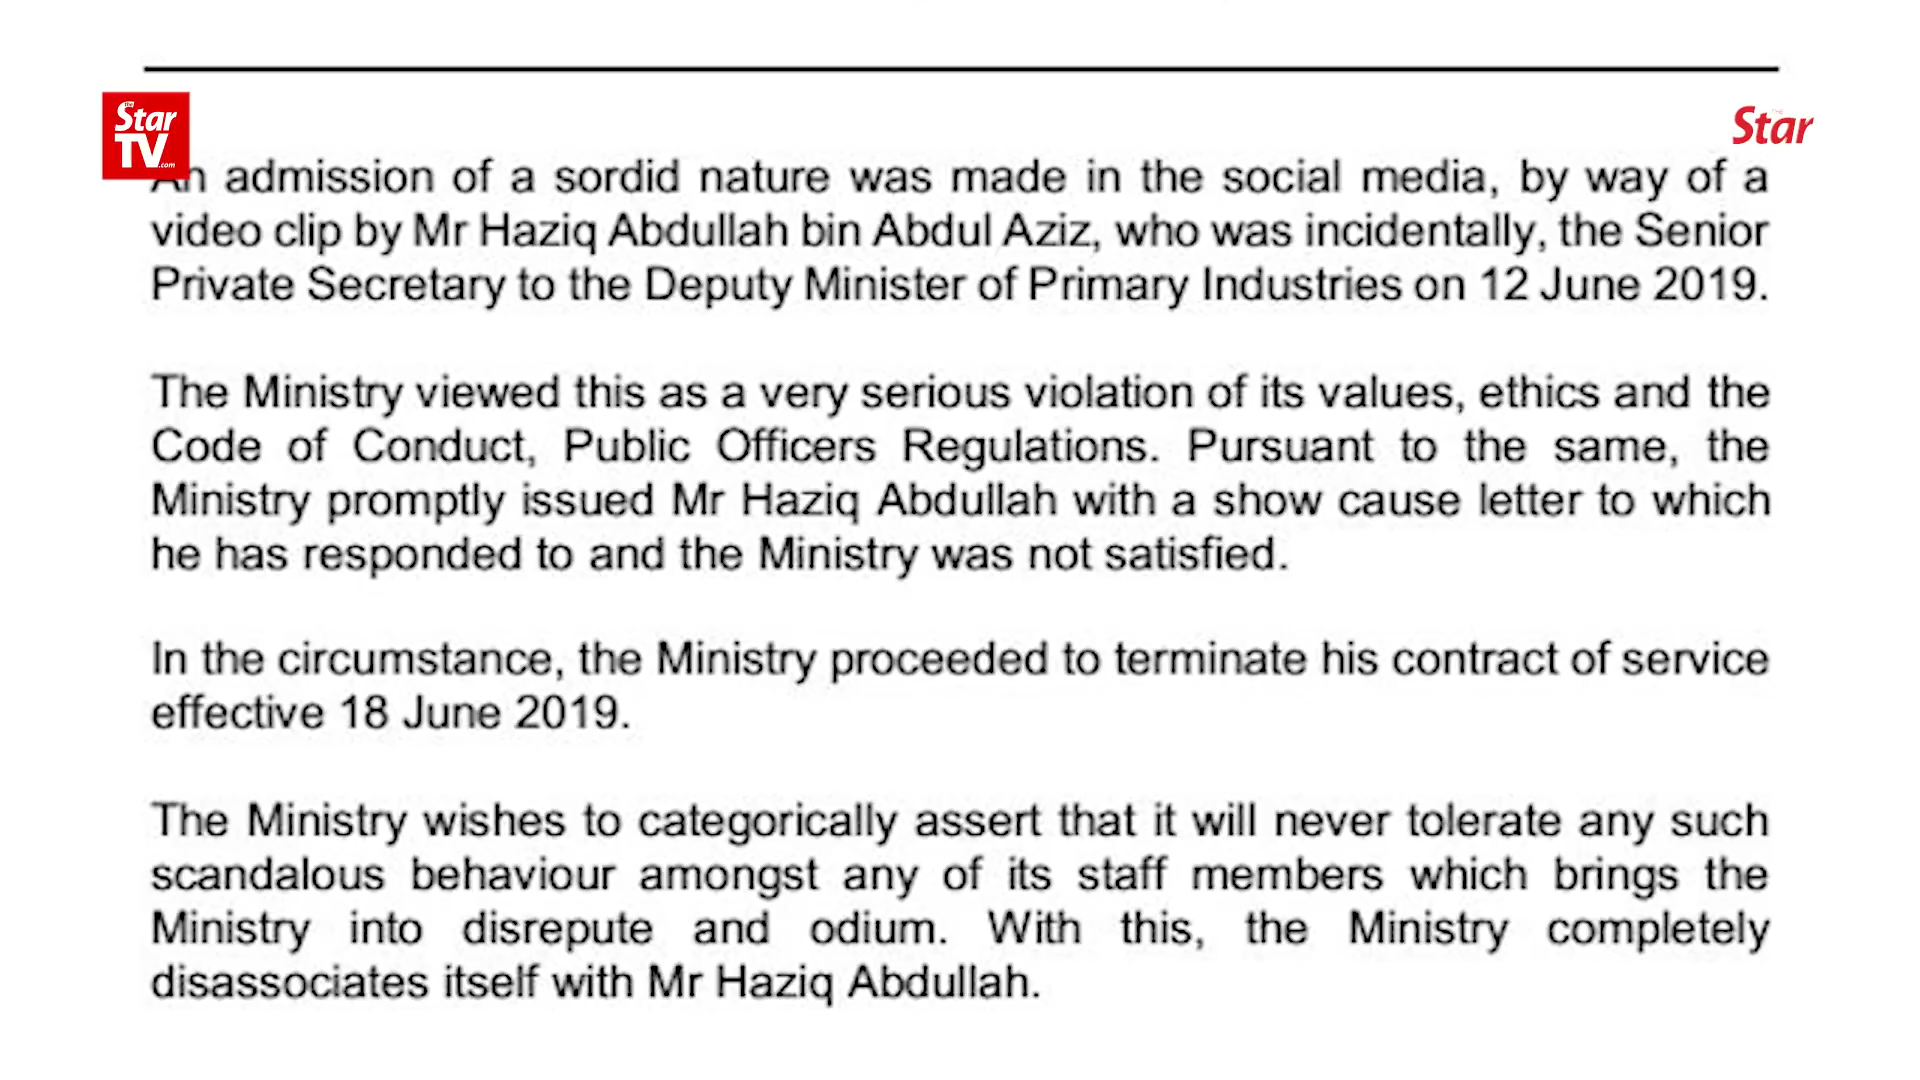 The Star TV.com
The Star
An admission of a sordid nature was made in the social media, by way of a
video clip by Mr Haziq Abdullah bin Abdul Aziz, who was incidentally, the Senior
Private Secretary to the Deputy Minister of Primary Industries on 12 June 2019.
The Ministry viewed this as a very serious violation of its values, ethics and the
Code of Conduct, Public Officers Regulations. Pursuant to the same, the
Ministry promptly issued Mr Haziq Abdullah with a show cause letter to which
he has responded to and the Ministry was not satisfied.
In the circumstance, the Ministry proceeded to terminate his contract of service
effective 18 June 2019.
The Ministry wishes to categorically assert that it will never tolerate any such
scandalous behaviour amongst any of its staff members which brings the
Ministry into disrepute and odium. With this, the Ministry completely
disassociates itself with Mr Haziq Abdullah.